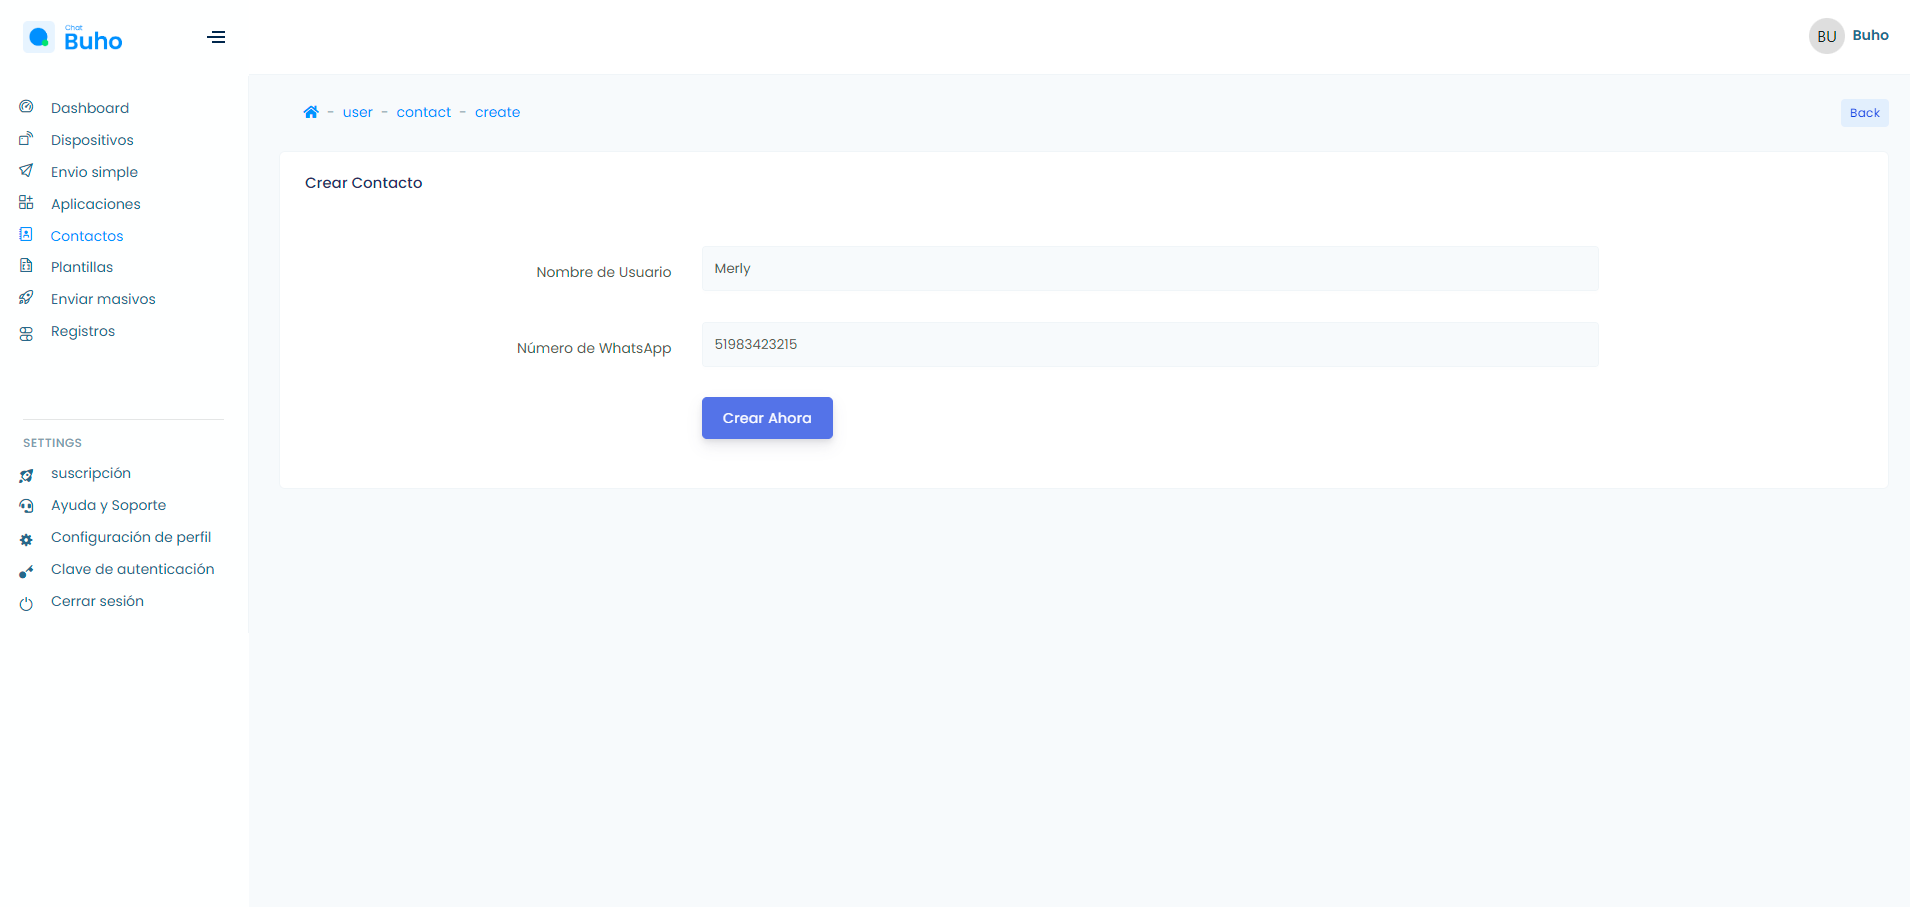 Chat
Buho
BU Buho
Dashboard
Dispositivos
Envio simple
Aplicaciones
Contactos
Plantillas
Enviar masivos
Registros
SETTINGS
suscripción
Ayuda y Soporte
Configuración de perfil
Clave de autenticación
Cerrar sesión
- user - contact - create
Back
Crear Contacto
Nombre de Usuario
Merly
Número de WhatsApp
51983423215
Crear Ahora